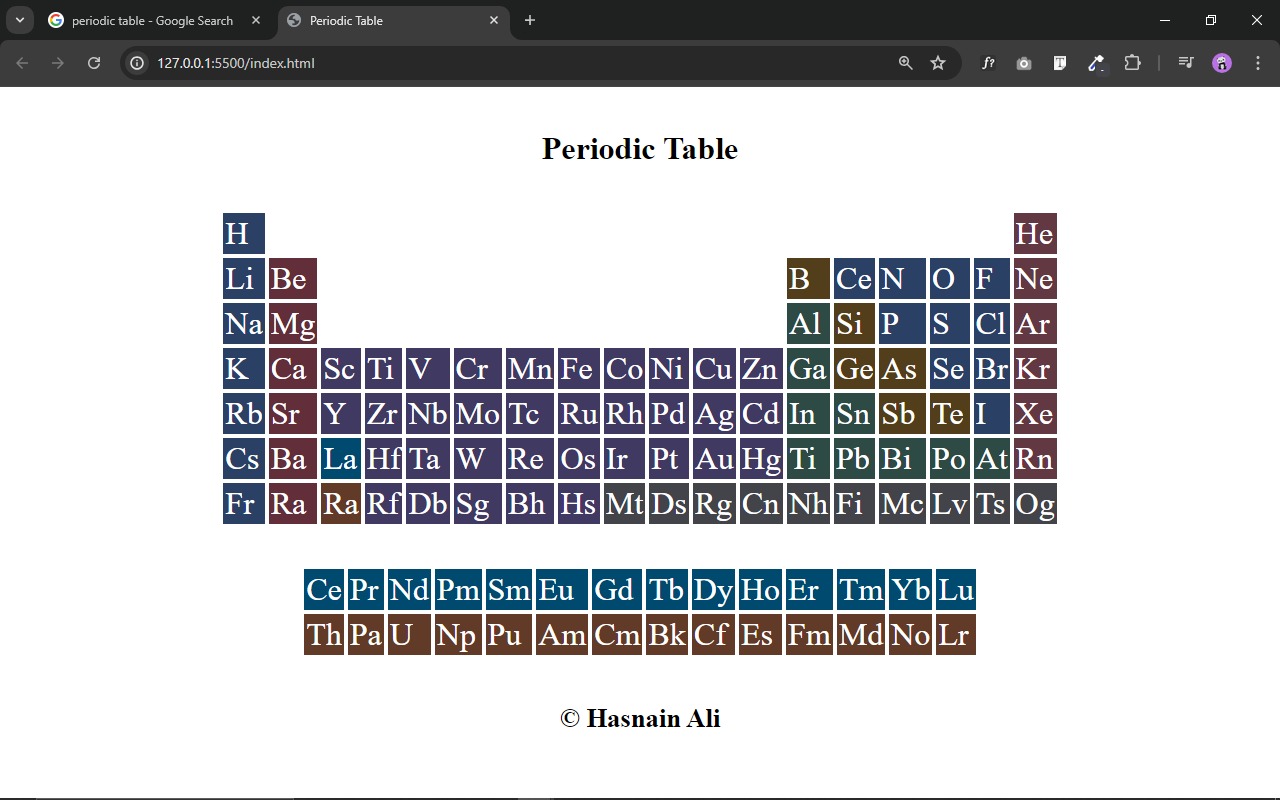 periodic table - Google Search
Periodic Table
127.0.0.1:5500/index.html
f?
T
Periodic Table
H He
Li Be B Ce N O F Ne
Na Mg Al Si P S Cl Ar
K Ca Sc Ti V Cr Mn Fe Co Ni Cu Zn Ga Ge As Se Br Kr
Rb Sr Y Zr Nb Mo Tc Ru Rh Pd Ag Cd In Sn Sb Te I Xe
Cs Ba La Hf Ta W Re Os Ir Pt Au Hg Ti Pb Bi Po At Rn
Fr Ra Ra Rf Db Sg Bh Hs Mt Ds Rg Cn Nh Fi Mc Lv Ts Og
Ce Pr Nd Pm Sm Eu Gd Tb Dy Ho Er Tm Yb Lu
Th Pa U Np Pu Am Cm Bk Cf Es Fm Md No Lr
© Hasnain Ali